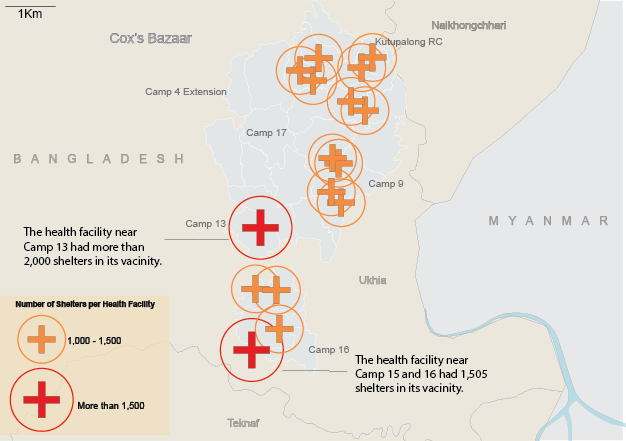 1Km
Naikhongchhari
Cox's Bazaar
Kutupalong RC
Camp 4 Extension
Camp 17
BANGLADESH
Camp 9
Camp 13
MYANMAR
The health facility near
Camp 13 had more than
2,000 shelters in its vacinity.
Ukhia
Number of Shelters per Health Facility
1,000 - 1,500
Camp 16
The health facility near
Camp 15 and 16 had 1,505
shelters in its vacinity.
More than 1,500
Teknaf